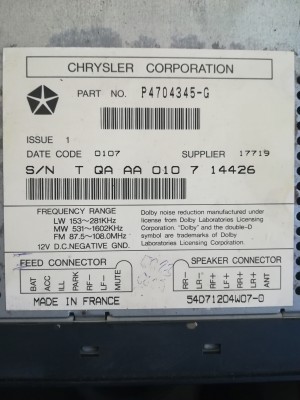 CHRYSLER CORPORATION
PART NO. P4704345-G
ISSUE 1
DATE CODE 0107 SUPPLIER 17719
S/N T QA AA 010 7 14426
FREQUENCY RANGE
LW 153~281KHz
MW 531~1602KHz
FM 87.5~108.0MHz
12V D.C.NEGATIVE GND.
Dolby noise reduction manufactured under
license from Dolby Laboratories Licensing
Corporation. "Dolby" and the double-D
symbol are trademarks of Dolby
Laboratories Licensing Corporation.
FEED CONNECTOR
BAT
ACC
ILL
PARK
RF-
LF-
MUTE
SPEAKER CONNECTOR
RR-
LR-
RF+
LF+
RR+
LR+
ANT
MADE IN FRANCE
54D71204W07-0